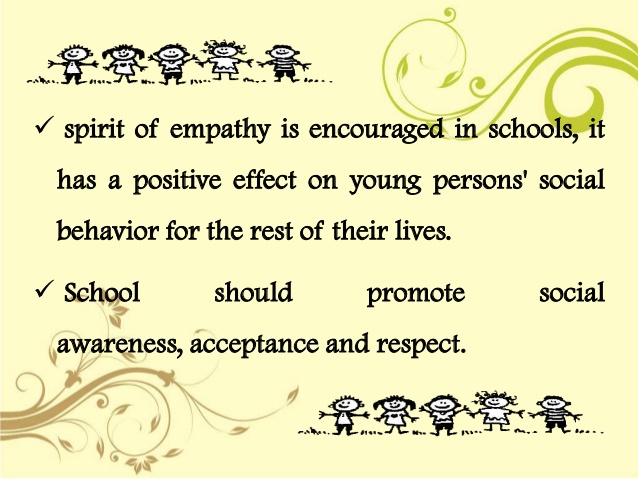 ✓ spirit of empathy is encouraged in schools, it
has a positive effect on young persons' social
behavior for the rest of their lives.
✓ School should promote social
awareness, acceptance and respect.